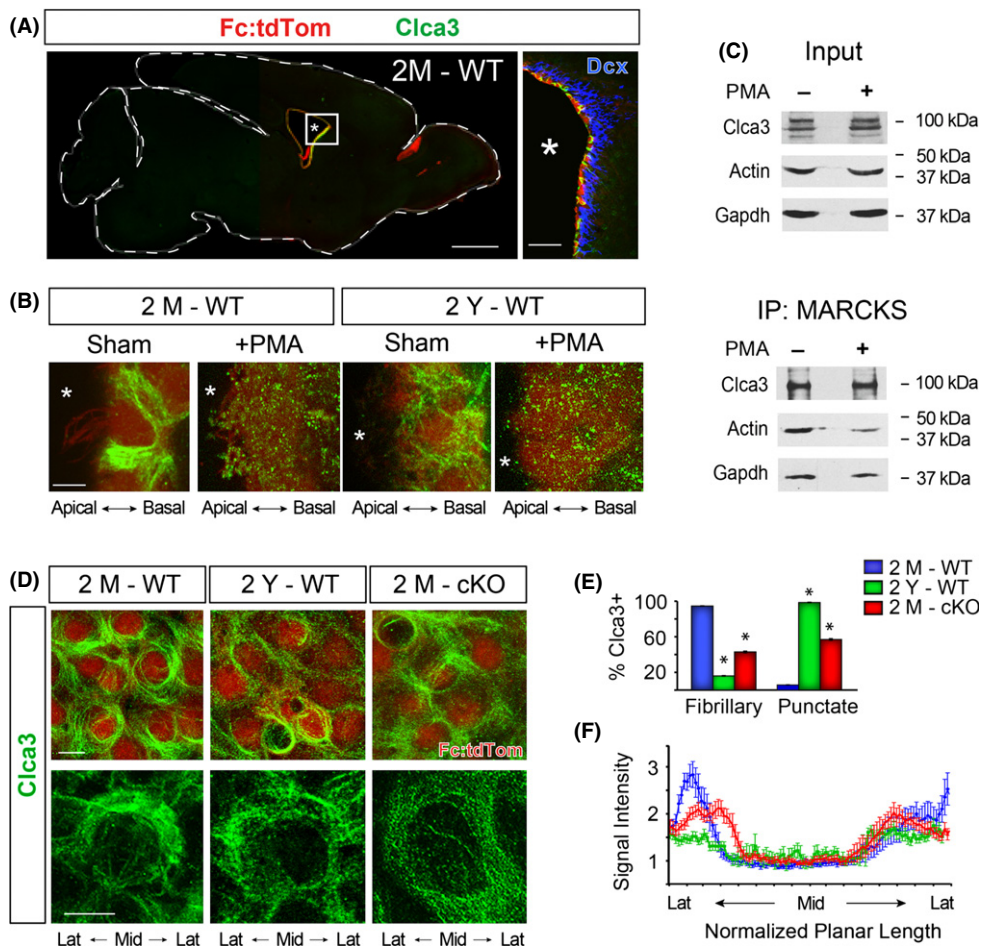 (A)
Fc:tdTom Clca3
2M - WT
*
Dcx
*
(B)
2 M - WT 2 Y - WT
Sham +PMA Sham +PMA
* * * *
Apical ↔ Basal Apical ↔ Basal Apical ↔ Basal Apical ↔ Basal
(C)
Input
PMA – +
Clca3 – 100 kDa
– 50 kDa
Actin – 37 kDa
Gapdh – 37 kDa
IP: MARCKS
PMA – +
Clca3 – 100 kDa
– 50 kDa
Actin – 37 kDa
Gapdh – 37 kDa
(D)
2 M - WT 2 Y - WT 2 M - cKO
Clca3
Fc:tdTom
Lat ← Mid → Lat Lat ← Mid → Lat Lat ← Mid → Lat
(E)
2 M - WT
2 Y - WT
2 M - cKO
% Clca3+
100
60
20
* * * *
Fibrillary Punctate
(F)
Signal Intensity
3
2
1
Lat ← Mid → Lat
Normalized Planar Length